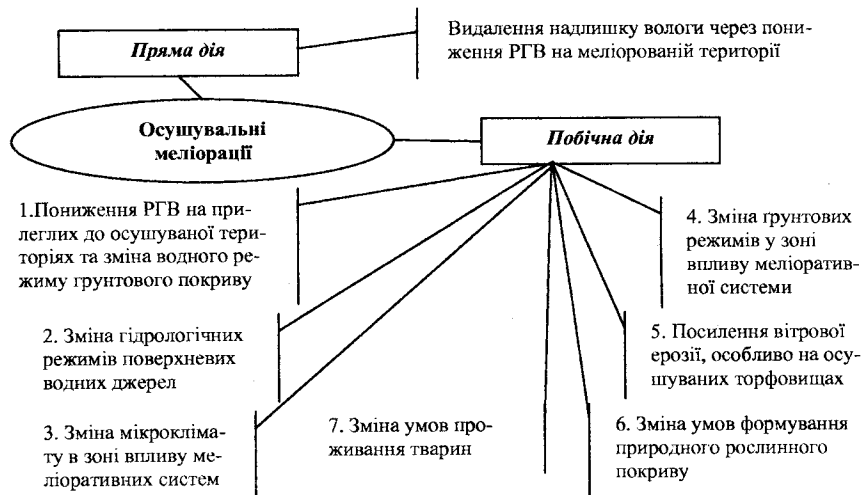 Пряма дія
Видалення надлишку вологи через пони-
ження РГВ на меліорованій території
Осушувальні
меліорації
Побічна дія
1.Пониження РГВ на при-
леглих до осушуваної тери-
торіях та зміна водного ре-
жиму грунтового покриву
2. Зміна гідрологічних
режимів поверхневих
водних джерел
3. Зміна мікрокліма-
ту в зоні впливу ме-
ліоративних систем
4. Зміна ґрунтових
режимів у зоні
впливу меліоратив-
ної системи
5. Посилення вітрової
ерозії, особливо на осу-
шуваних торфовищах
6. Зміна умов формування
природного рослинного
покриву
7. Зміна умов про-
живання тварин